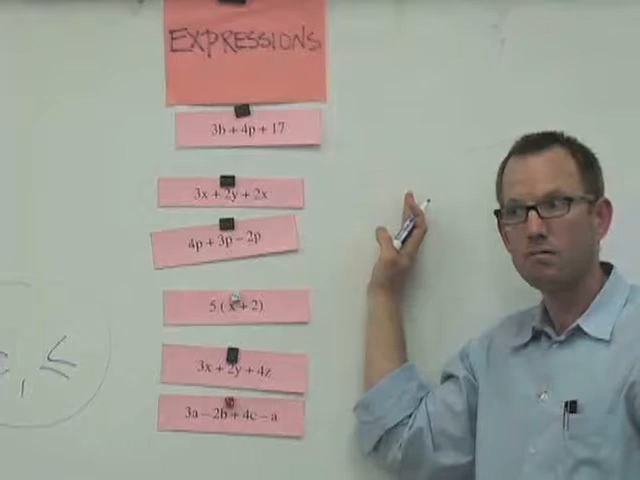 EXPRESSIONS
3b + 4p + 17
3x + 2y + 2x
4p + 3p − 2p
5 (x + 2)
3x + 2y + 4z
3a − 2b + 4c − a
, ≤